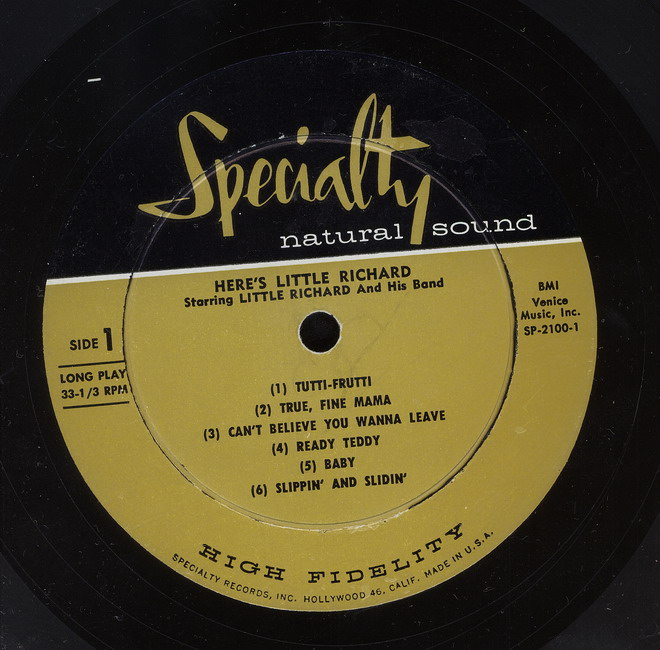 Specialty
natural sound
HERE'S LITTLE RICHARD
Starring LITTLE RICHARD And His Band
BMI
Venice
Music, Inc.
SP-2100-1
SIDE 1
LONG PLAY
33-1/3 RPM
(1) TUTTI-FRUTTI
(2) TRUE, FINE MAMA
(3) CAN'T BELIEVE YOU WANNA LEAVE
(4) READY TEDDY
(5) BABY
(6) SLIPPIN' AND SLIDIN'
HIGH FIDELITY
SPECIALTY RECORDS, INC. HOLLYWOOD 46, CALIF. MADE IN U.S.A.